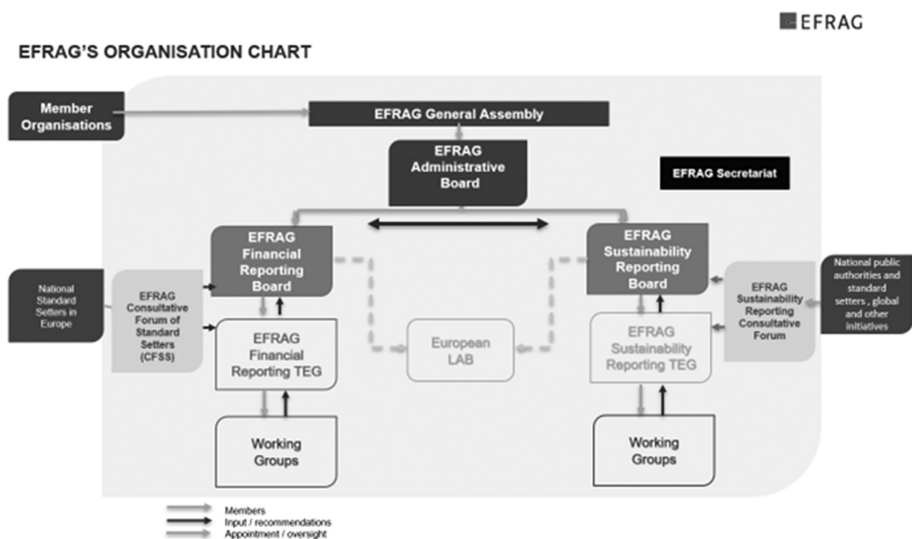 EFRAG
EFRAG'S ORGANISATION CHART
Member
Organisations
EFRAG General Assembly
EFRAG
Administrative
Board
EFRAG Secretariat
EFRAG
Financial
Reporting
Board
EFRAG
Sustainability
Reporting
Board
National
Standard
Setters in
Europe
EFRAG
Consultative
Forum of
Standard
Setters
(CFSS)
EFRAG
Financial
Reporting TEG
European
LAB
EFRAG
Sustainability
Reporting TEG
EFRAG
Sustainability
Reporting
Consultative
Forum
National public
authorities and
standard
setters , global
and other
initiatives
Working
Groups
Working
Groups
Members
Input / recommendations
Appointment / oversight